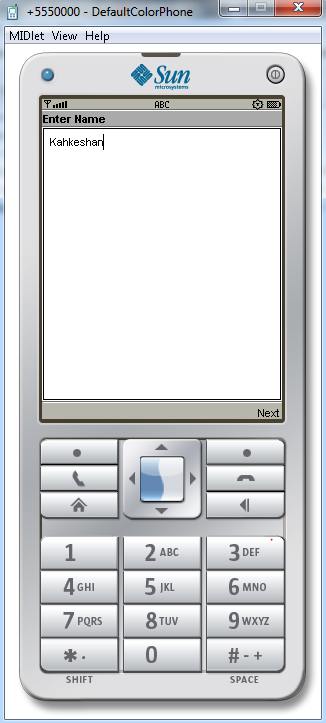 +5550000 - DefaultColorPhone
MIDlet View Help
Sun
microsystems
ABC
Enter Name
Kahkeshan
Next
1 2 ABC 3 DEF
4 GHI 5 JKL 6 MNO
7 PQRS 8 TUV 9 WXYZ
* . 0 # - +
SHIFT SPACE